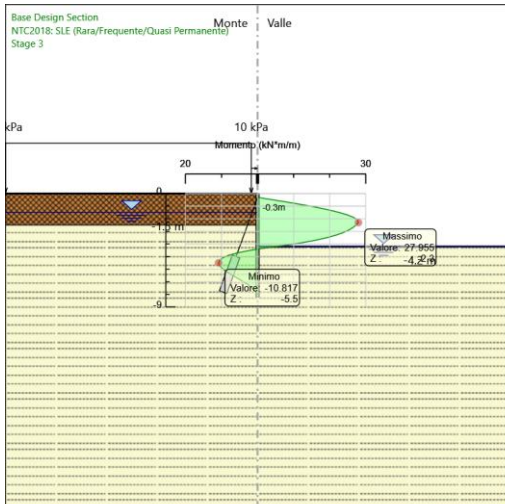 Base Design Section
NTC2018: SLE (Rara/Frequente/Quasi Permanente)
Stage 3
Monte
Valle
kPa
10 kPa
Momento (kN*m/m)
20
30
0
-0.3m
Massimo
Valore: 27.955
Z :
-4.2 m
Minimo
Valore: -10.817
Z :
-5.5
-9